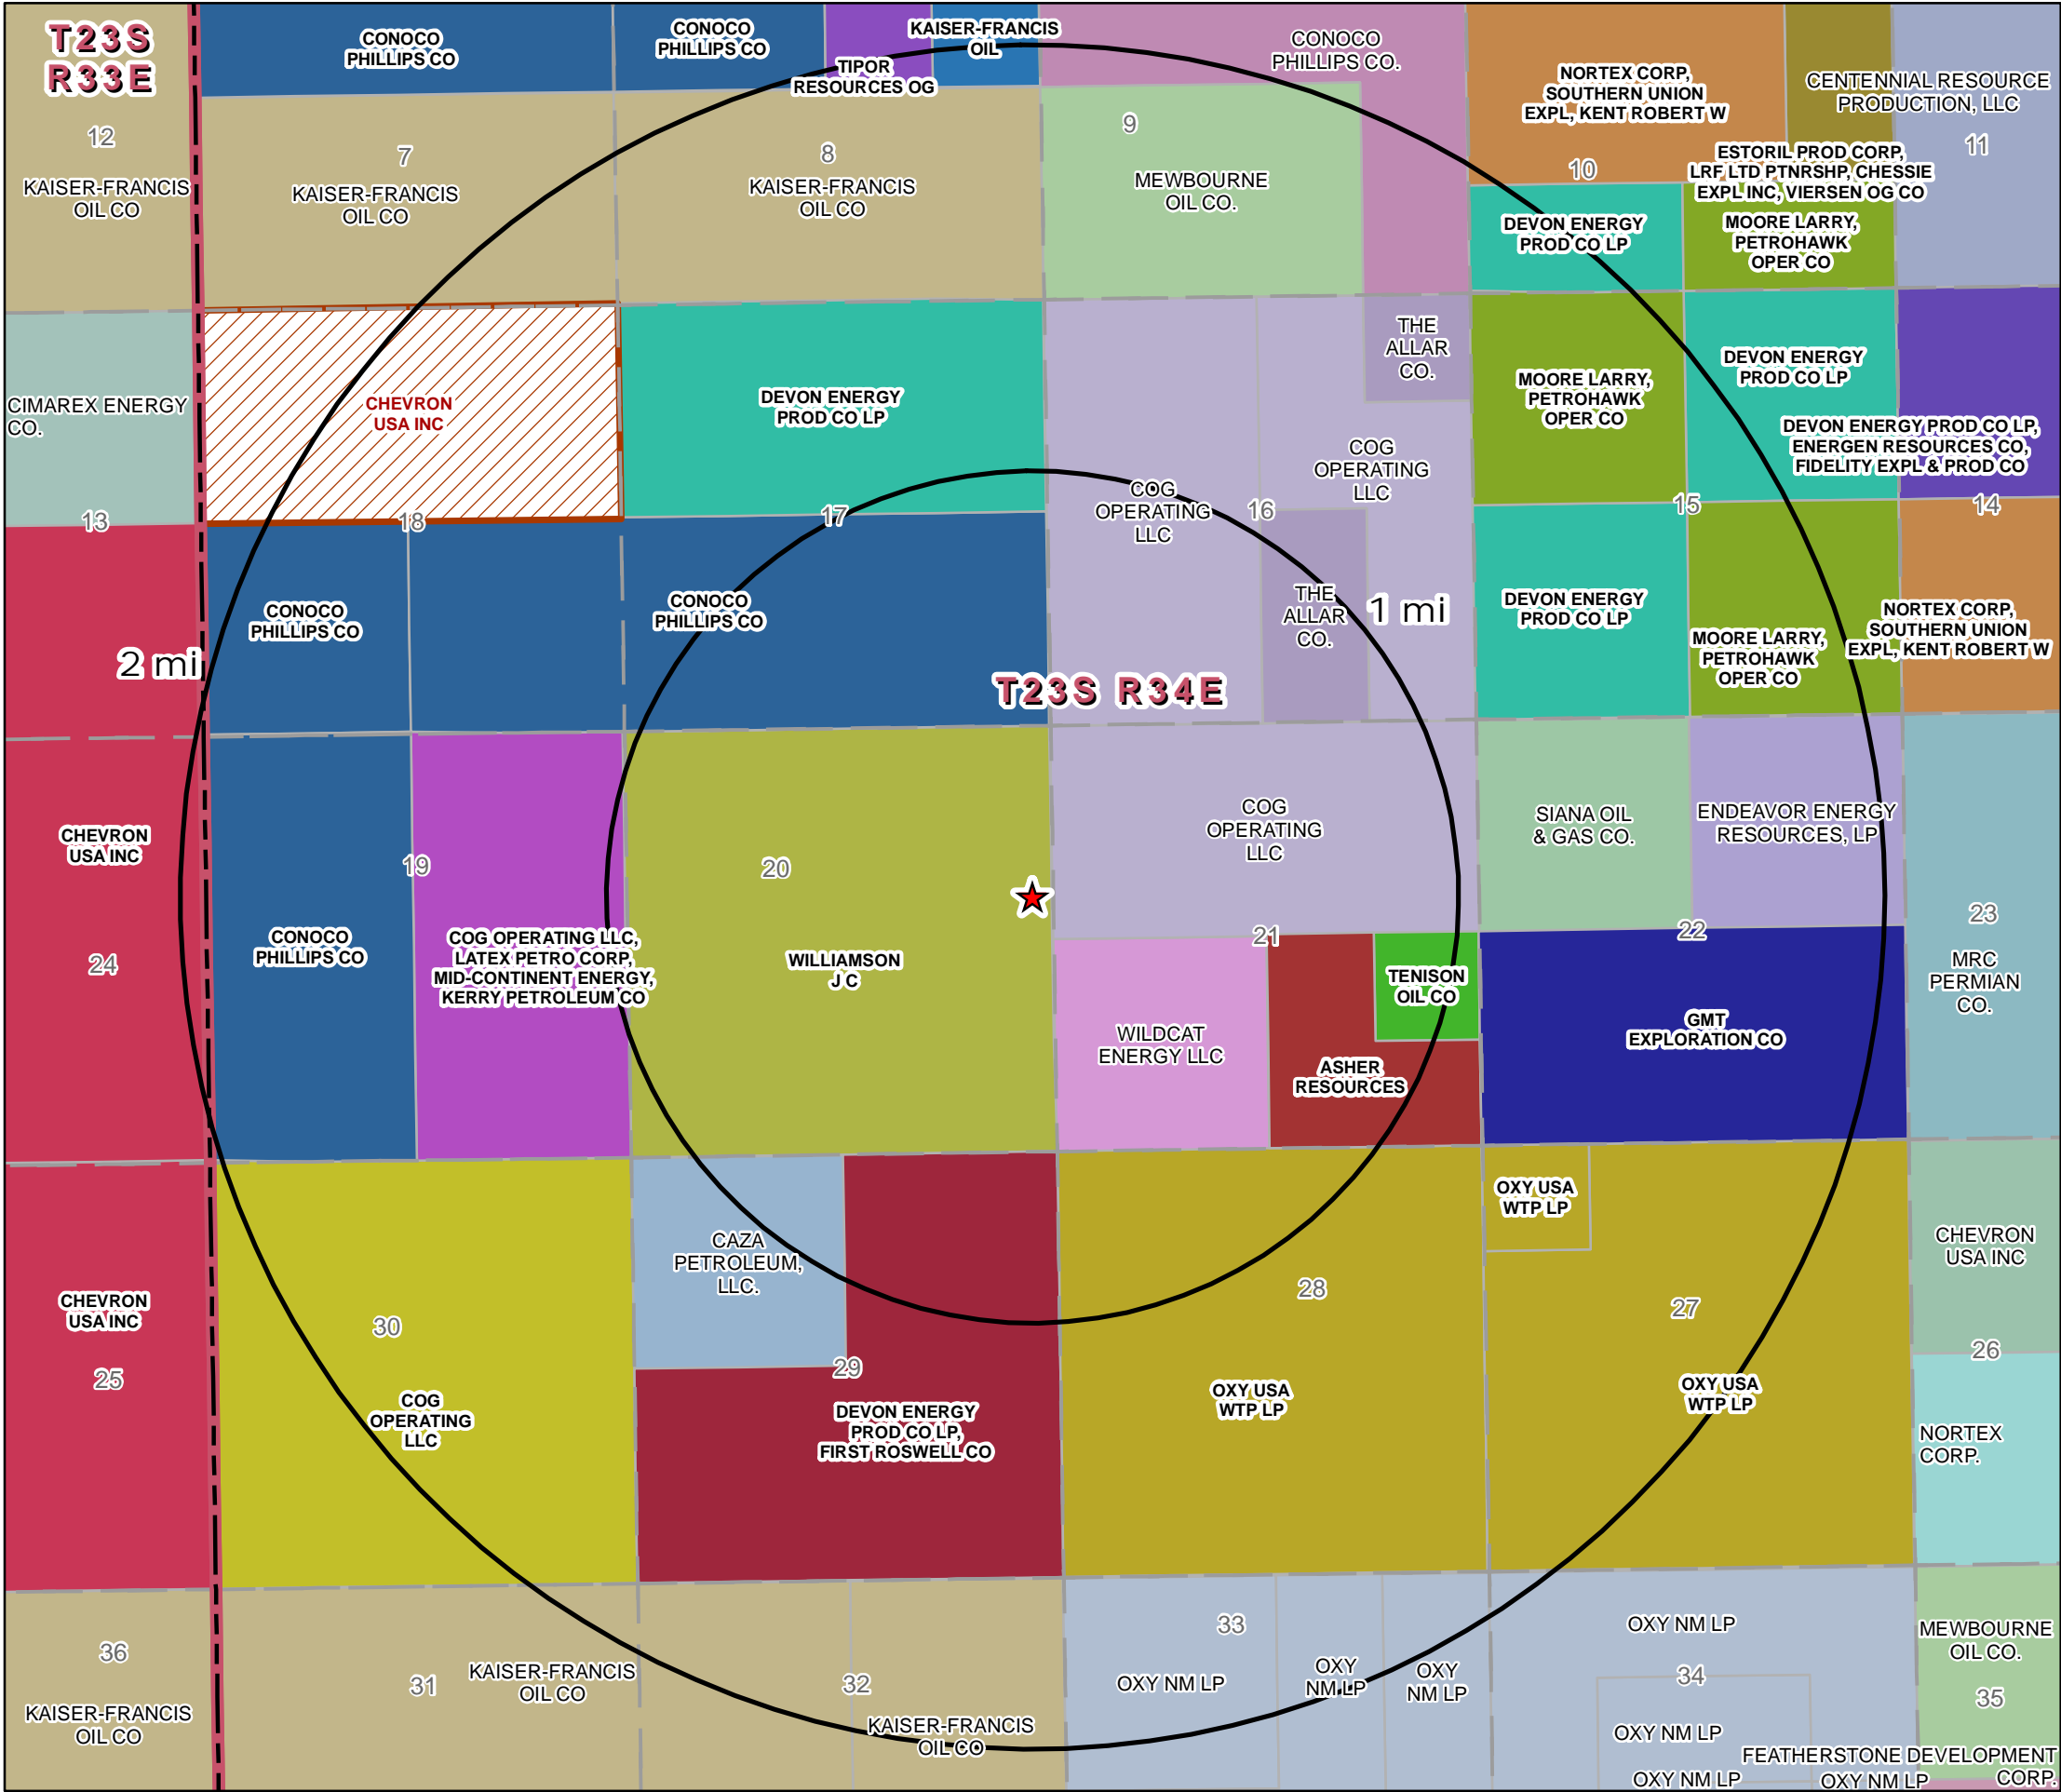 T23S
R33E
12
KAISER-FRANCIS
OIL CO
CONOCO
PHILLIPS CO
CONOCO
PHILLIPS CO
TIPOR
RESOURCES OG
KAISER-FRANCIS
OIL
CONOCO
PHILLIPS CO.
NORTEX CORP,
SOUTHERN UNION
EXPL, KENT ROBERT W
CENTENNIAL RESOURCE
PRODUCTION, LLC
11
7
KAISER-FRANCIS
OIL CO
8
KAISER-FRANCIS
OIL CO
9
MEWBOURNE
OIL CO.
10
ESTORIL PROD CORP,
LRF LTD PTNRSHP, CHESSIE
EXPL INC, VIERSEN OG CO
DEVON ENERGY
PROD CO LP
MOORE LARRY,
PETROHAWK
OPER CO
CIMAREX ENERGY
CO.
13
CHEVRON
USA INC
18
DEVON ENERGY
PROD CO LP
17
COG
OPERATING
LLC
16
THE
ALLAR
CO.
COG
OPERATING
LLC
THE
ALLAR
CO.
1 mi
MOORE LARRY,
PETROHAWK
OPER CO
DEVON ENERGY
PROD CO LP
DEVON ENERGY PROD CO LP,
ENERGEN RESOURCES CO,
FIDELITY EXPL & PROD CO
15
14
DEVON ENERGY
PROD CO LP
MOORE LARRY,
PETROHAWK
OPER CO
NORTEX CORP,
SOUTHERN UNION
EXPL, KENT ROBERT W
2 mi
CONOCO
PHILLIPS CO
CONOCO
PHILLIPS CO
T23S R34E
CHEVRON
USA INC
24
19
CONOCO
PHILLIPS CO
COG OPERATING LLC,
LATEX PETRO CORP,
MID-CONTINENT ENERGY,
KERRY PETROLEUM CO
20
WILLIAMSON
J C
COG
OPERATING
LLC
21
WILDCAT
ENERGY LLC
TENISON
OIL CO
ASHER
RESOURCES
SIANA OIL
& GAS CO.
ENDEAVOR ENERGY
RESOURCES, LP
22
GMT
EXPLORATION CO
23
MRC
PERMIAN
CO.
CHEVRON
USA INC
25
30
COG
OPERATING
LLC
CAZA
PETROLEUM,
LLC.
29
DEVON ENERGY
PROD CO LP,
FIRST ROSWELL CO
28
OXY USA
WTP LP
OXY USA
WTP LP
27
OXY USA
WTP LP
CHEVRON
USA INC
26
NORTEX
CORP.
36
KAISER-FRANCIS
OIL CO
31
KAISER-FRANCIS
OIL CO
32
KAISER-FRANCIS
OIL CO
33
OXY NM LP
OXY
NM LP
OXY
NM LP
OXY NM LP
34
OXY NM LP
OXY NM LP
MEWBOURNE
OIL CO.
35
FEATHERSTONE DEVELOPMENT
CORP.
OXY NM LP